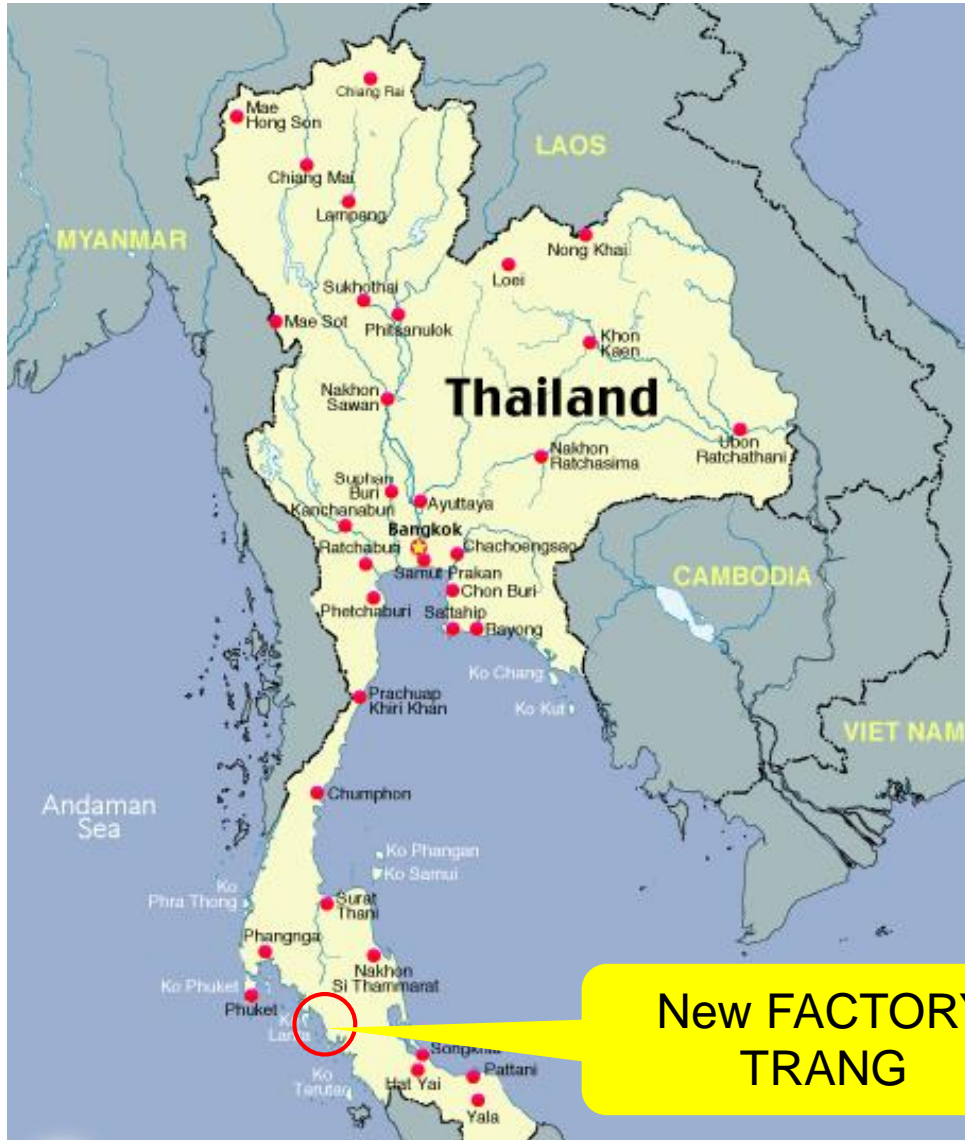 Chiang Rai
Mae
Hong Son
LAOS
Chiang Mai
Lampang
MYANMAR
Nong Khai
Loei
Sukhothai
Mae Sot
Phitsanulok
Khon
Kaen
Nakhon
Sawan
Thailand
Ubon
Ratchathani
Nakhon
Ratchasima
Suphan
Buri
Ayuttaya
Kanchanaburi
Bangkok
Ratchaburi
Chachoengsao
Samut Prakan
CAMBODIA
Chon Buri
Phetchaburi
Sattahip
Rayong
Ko Chang
Prachuap
Khiri Khan
Ko Kut
VIET NAM
Andaman
Sea
Chumphon
Ko Phangan
Ko Samui
Ko
Phra Thong
Surat
Thani
Phangnga
Nakhon
Si Thammarat
Ko Phuket
Phuket
Lanta
New FACTORY
TRANG
Songkhla
Hat Yai
Pattani
Ko
Tarutao
Yala